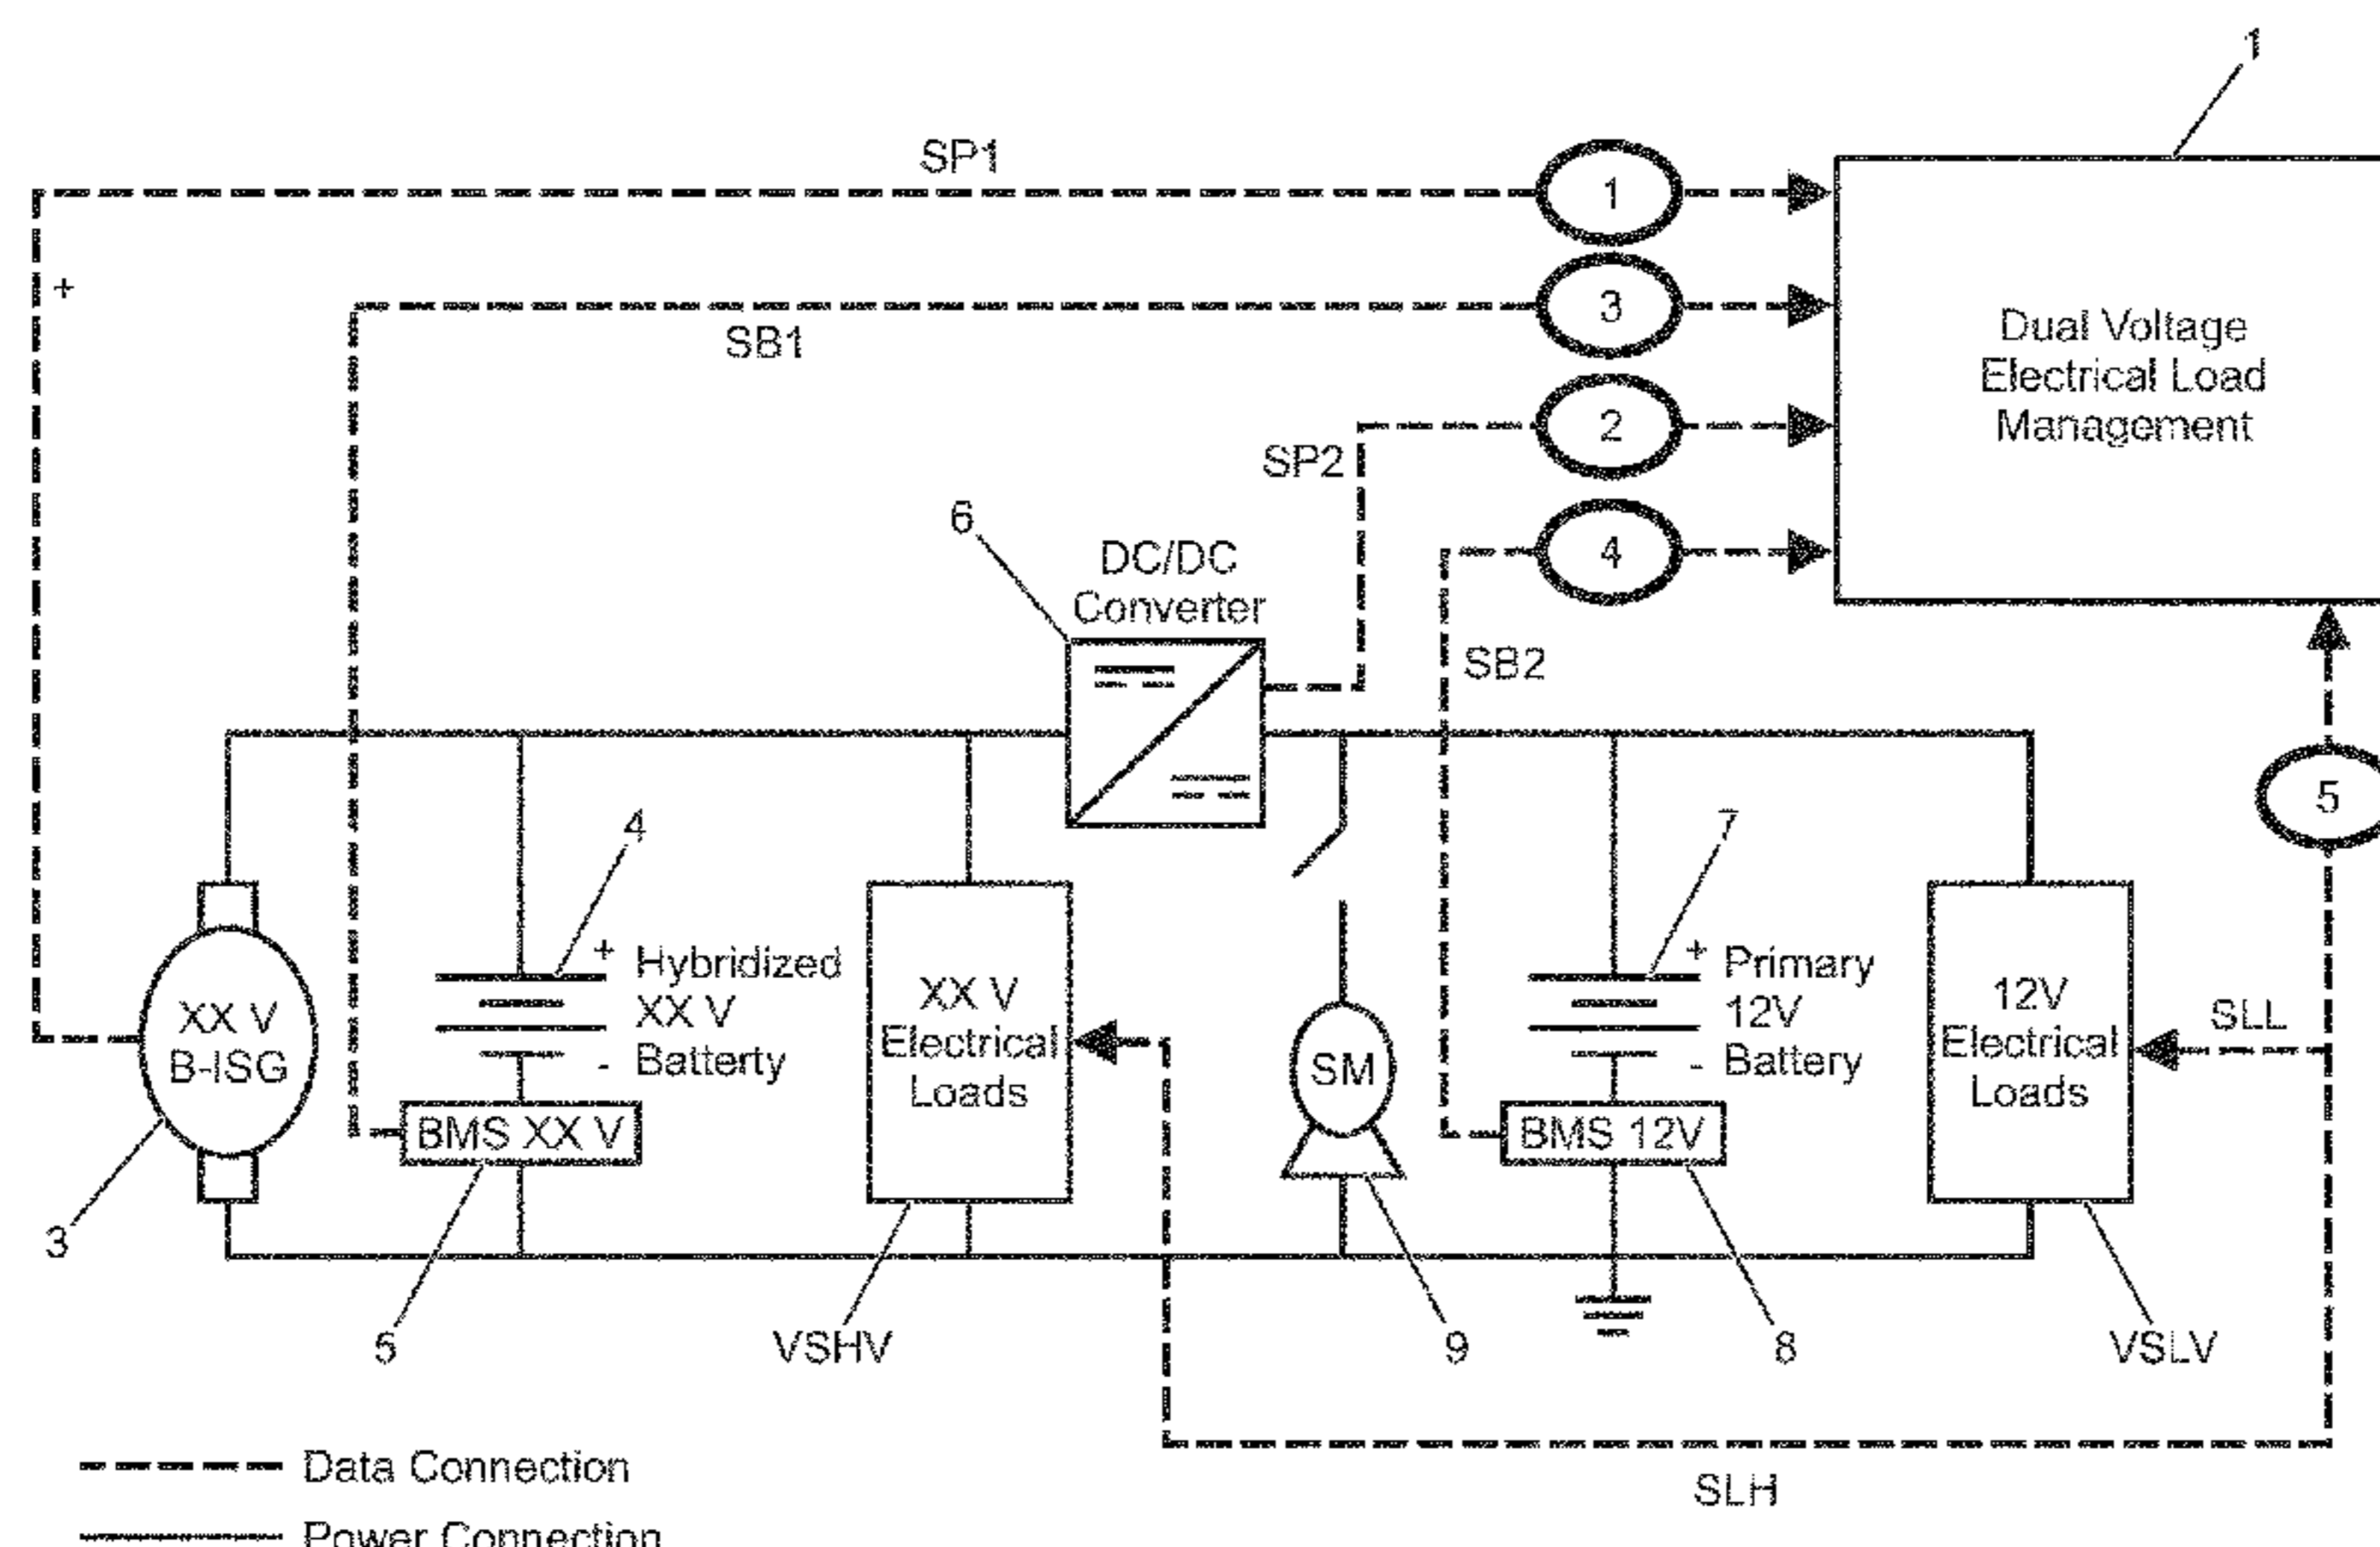 1
SP1
1
+
3
SB1
Dual Voltage
Electrical Load
Management
2
SP2
4
6
DC/DC
Converter
SB2
5
4
7
+ Hybridized
XX V
- Batterty
+ Primary
12V
- Battery
XX V
B-ISG
XX V
Electrical
Loads
SM
12V
Electrical
Loads
SLL
BMS XX V
BMS 12V
3
5
VSHV
9
8
VSLV
Data Connection
SLH
Power Connection